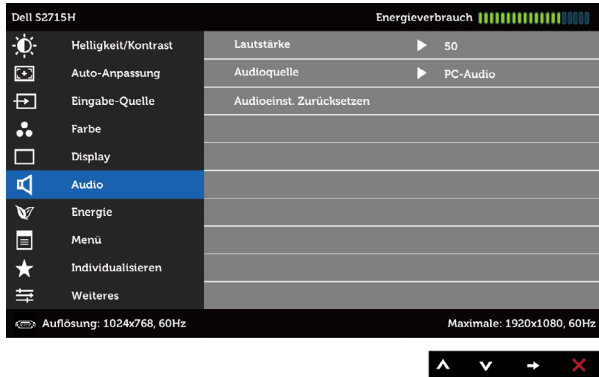 Dell S2715H Energieverbrauch
Helligkeit/Kontrast Lautstärke 50
Auto-Anpassung Audioquelle PC-Audio
Eingabe-Quelle Audioeinst. Zurücksetzen
Farbe
Display
Audio
Energie
Menü
Individualisieren
Weiteres
Auflösung: 1024x768, 60Hz Maximale: 1920x1080, 60Hz